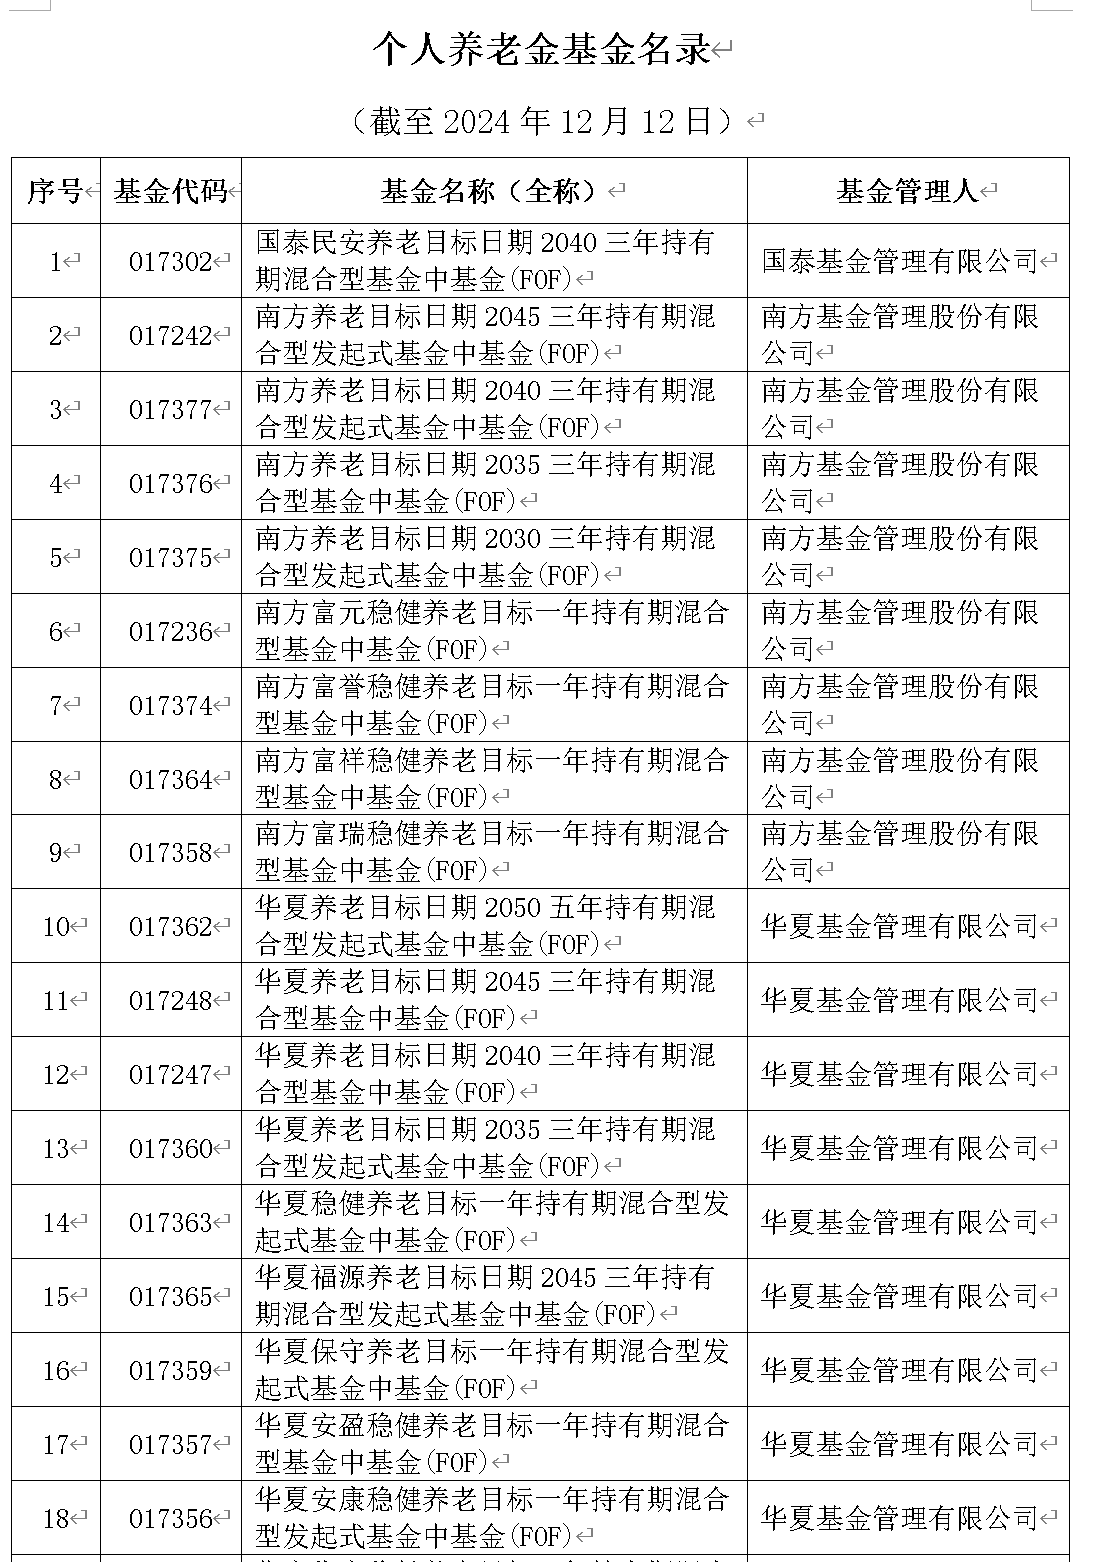 个人养老金基金名录
（截至 2024 年 12 月 12 日）
序号 基金代码 基金名称（全称） 基金管理人
1 017302 国泰民安养老目标日期 2040 三年持有 国泰基金管理有限公司
期混合型基金中基金(FOF)
2 017242 南方养老目标日期 2045 三年持有期混 南方基金管理股份有限
合型发起式基金中基金(FOF) 公司
3 017377 南方养老目标日期 2040 三年持有期混 南方基金管理股份有限
合型发起式基金中基金(FOF) 公司
4 017376 南方养老目标日期 2035 三年持有期混 南方基金管理股份有限
合型基金中基金(FOF) 公司
5 017375 南方养老目标日期 2030 三年持有期混 南方基金管理股份有限
合型发起式基金中基金(FOF) 公司
6 017236 南方富元稳健养老目标一年持有期混合 南方基金管理股份有限
型基金中基金(FOF) 公司
7 017374 南方富誉稳健养老目标一年持有期混合 南方基金管理股份有限
型基金中基金(FOF) 公司
8 017364 南方富祥稳健养老目标一年持有期混合 南方基金管理股份有限
型基金中基金(FOF) 公司
9 017358 南方富瑞稳健养老目标一年持有期混合 南方基金管理股份有限
型基金中基金(FOF) 公司
10 017362 华夏养老目标日期 2050 五年持有期混 华夏基金管理有限公司
合型发起式基金中基金(FOF)
11 017248 华夏养老目标日期 2045 三年持有期混 华夏基金管理有限公司
合型基金中基金(FOF)
12 017247 华夏养老目标日期 2040 三年持有期混 华夏基金管理有限公司
合型基金中基金(FOF)
13 017360 华夏养老目标日期 2035 三年持有期混 华夏基金管理有限公司
合型发起式基金中基金(FOF)
14 017363 华夏稳健养老目标一年持有期混合型发 华夏基金管理有限公司
起式基金中基金(FOF)
15 017365 华夏福源养老目标日期 2045 三年持有 华夏基金管理有限公司
期混合型发起式基金中基金(FOF)
16 017359 华夏保守养老目标一年持有期混合型发 华夏基金管理有限公司
起式基金中基金(FOF)
17 017357 华夏安盈稳健养老目标一年持有期混合 华夏基金管理有限公司
型基金中基金(FOF)
18 017356 华夏安康稳健养老目标一年持有期混合 华夏基金管理有限公司
型发起式基金中基金(FOF)